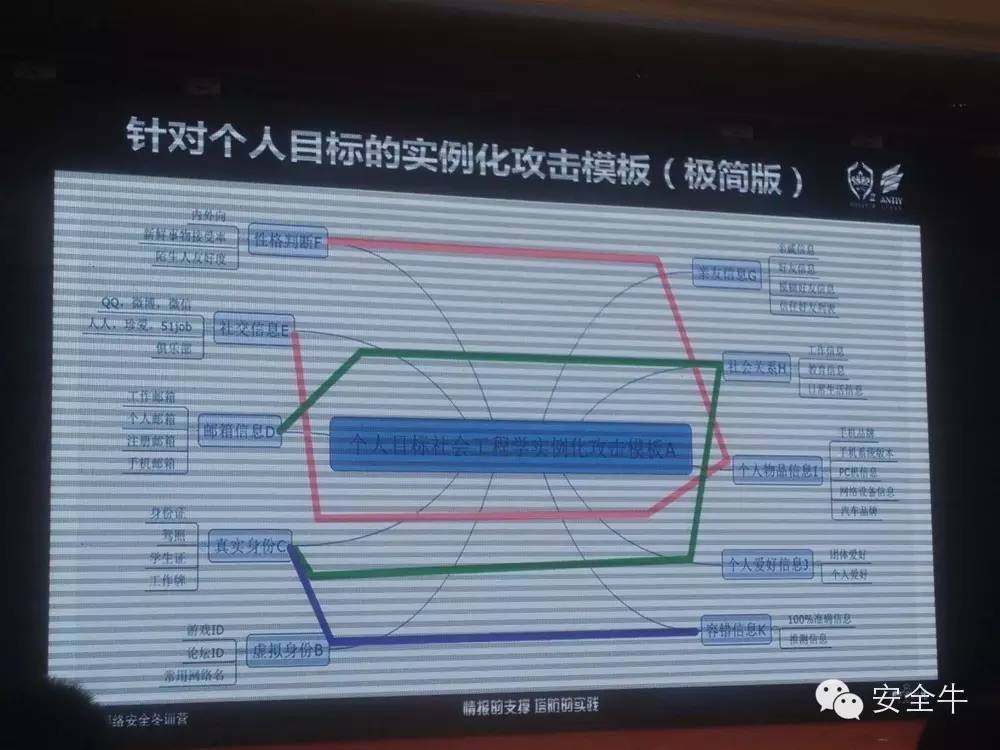 针对个人目标的实例化攻击模板（极简版）
ANTIY
内外向
新鲜事物接受率
陌生人友好度
性格判断F
QQ，微博，微信
人人，珍爱，51job
俱乐部
社交信息E
工作邮箱
个人邮箱
注册邮箱
手机邮箱
邮箱信息D
身份证
驾照
学生证
工作牌
真实身份C
游戏ID
论坛ID
常用网络名
虚拟身份B
个人目标社会工程学实例化攻击模板A
亲友信息G
亲戚信息
好友信息
信任好友列表
社会关系H
工作信息
教育信息
日常生活信息
个人物品信息I
手机品牌
手机系统版本
PC机信息
网络设备信息
汽车品牌
个人爱好信息J
团体爱好
个人爱好
容错信息K
100%准确信息
推测信息
网络安全冬训营
情报的支撑 塔防的实践
安全牛